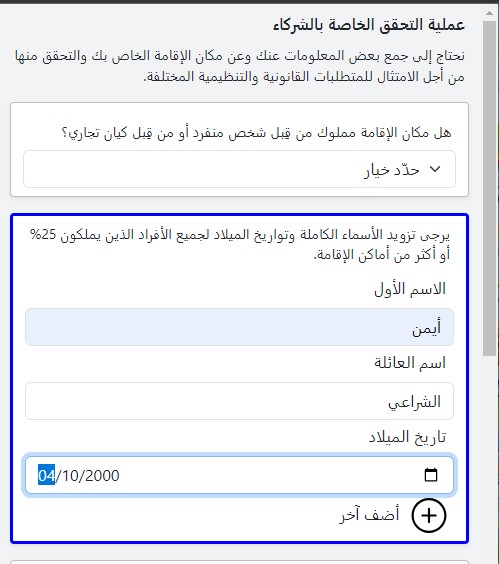 عملية التحقق الخاصة بالشركاء
نحتاج إلى جمع بعض المعلومات عنك وعن مكان الإقامة الخاص بك والتحقق منها
من أجل الامتثال للمتطلبات القانونية والتنظيمية المختلفة.
هل مكان الإقامة مملوك من قِبل شخص منفرد أو من قِبل كيان تجاري؟
حدّد خيار
يرجى تزويد الأسماء الكاملة وتواريخ الميلاد لجميع الأفراد الذين يملكون 25%
أو أكثر من أماكن الإقامة.
الاسم الأول
أيمن
اسم العائلة
الشراعي
تاريخ الميلاد
04/10/2000
أضف آخر